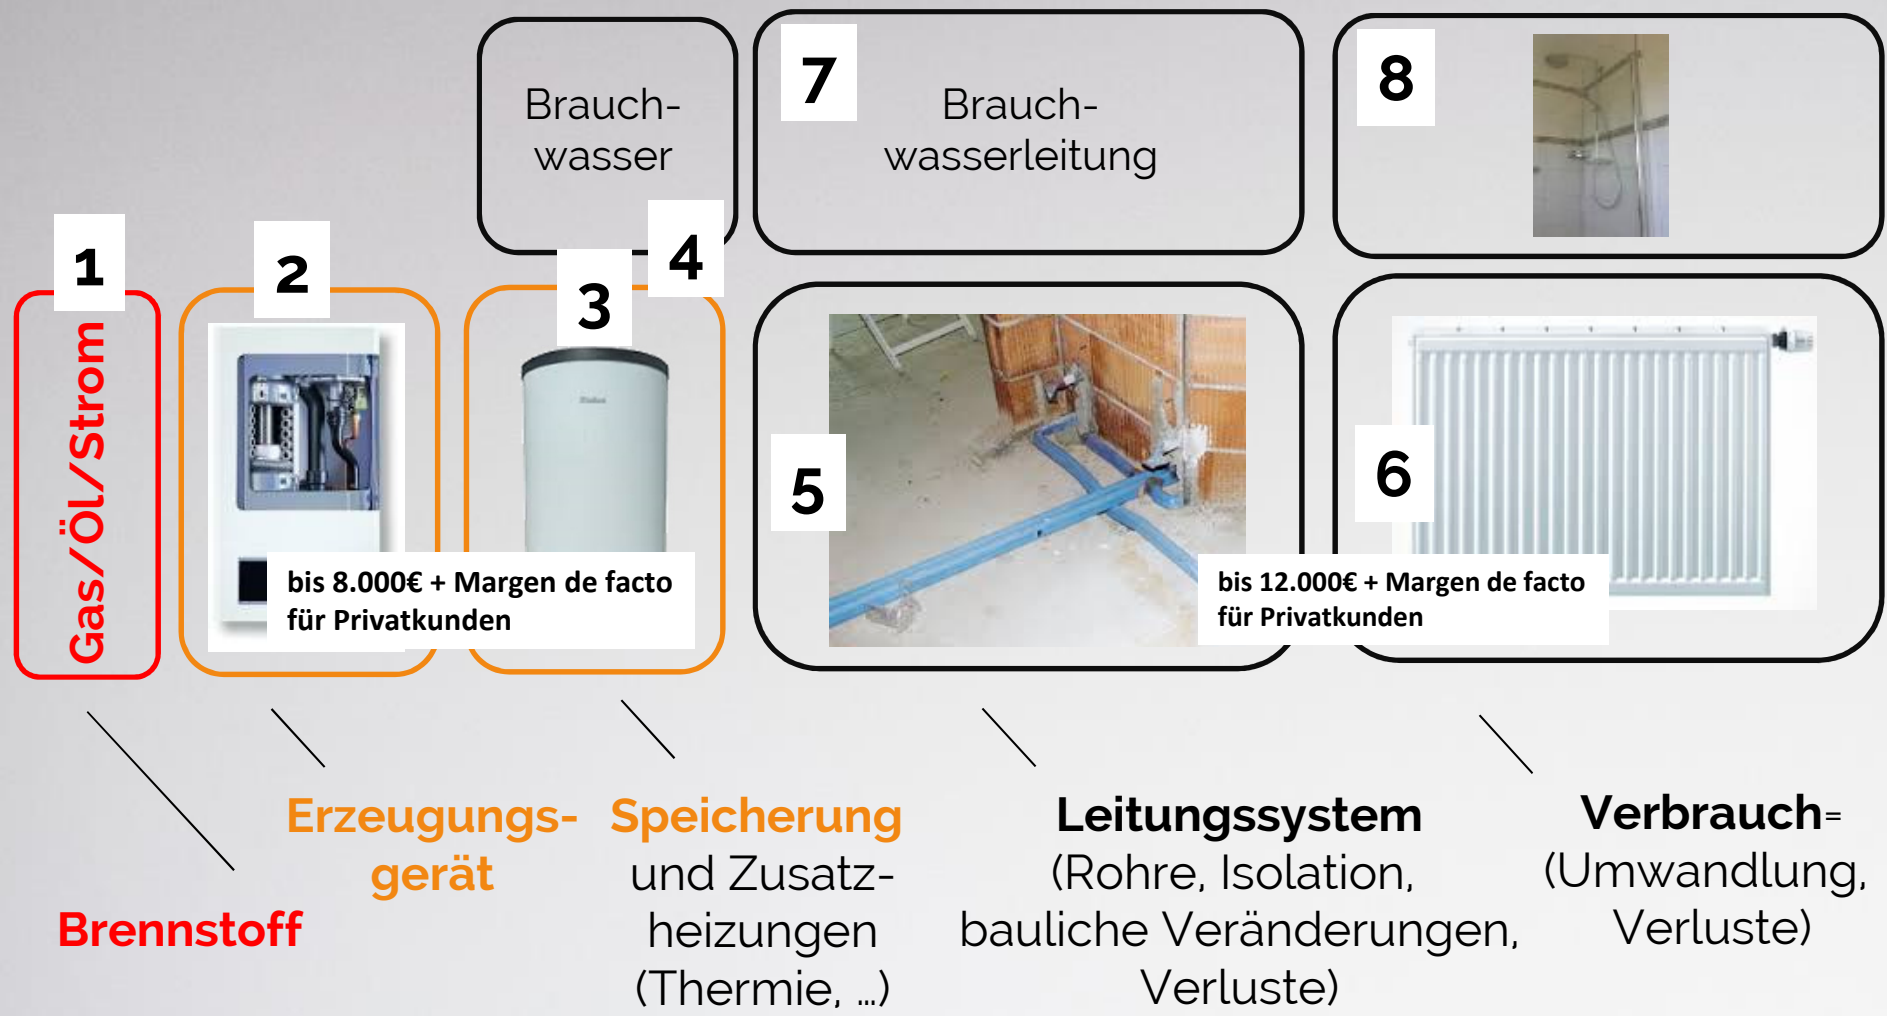 Brauch-
wasser
7
Brauch-
wasserleitung
8
1
2
3
4
Gas/Öl/Strom
5
6
bis 8.000€ + Margen de facto
für Privatkunden
bis 12.000€ + Margen de facto
für Privatkunden
Brennstoff
Erzeugungs-
gerät
Speicherung
und Zusatz-
heizungen
(Thermie, ...)
Leitungssystem
(Rohre, Isolation,
bauliche Veränderungen,
Verluste)
Verbrauch=
(Umwandlung,
Verluste)